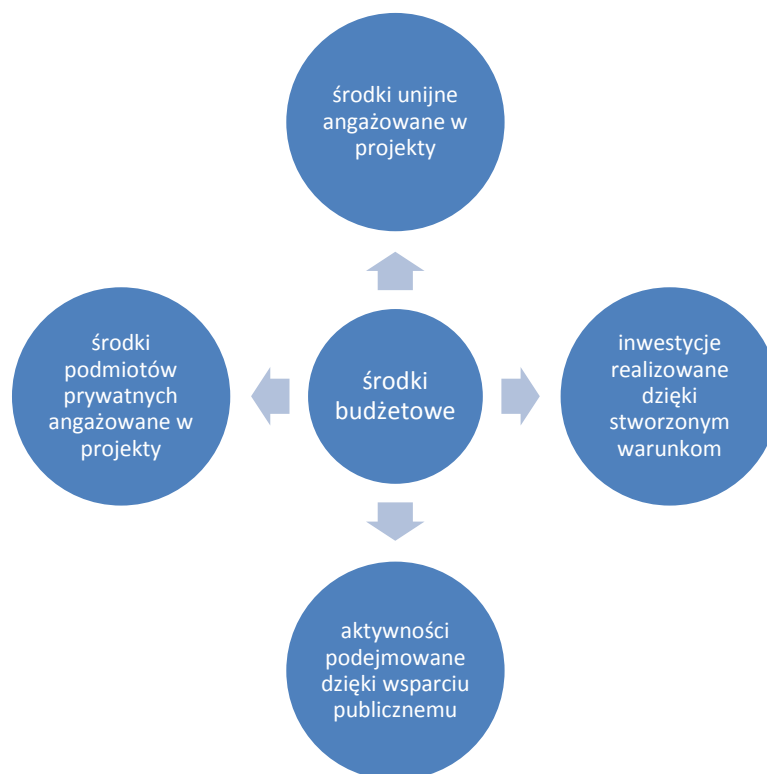 środki unijne
angażowane w
projekty
środki
podmiotów
prywatnych
angażowane w
projekty
środki
budżetowe
inwestycje
realizowane
dzięki
stworzonym
warunkom
aktywności
podejmowane
dzięki wsparciu
publicznemu